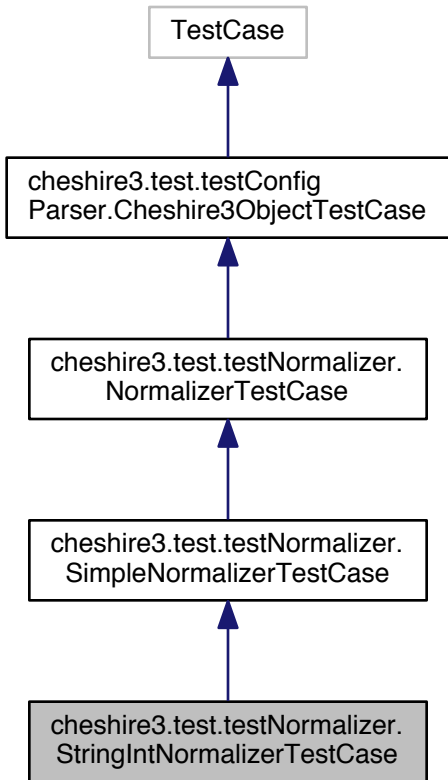 TestCase
cheshire3.test.testConfig
Parser.Cheshire3ObjectTestCase
cheshire3.test.testNormalizer.
NormalizerTestCase
cheshire3.test.testNormalizer.
SimpleNormalizerTestCase
cheshire3.test.testNormalizer.
StringIntNormalizerTestCase